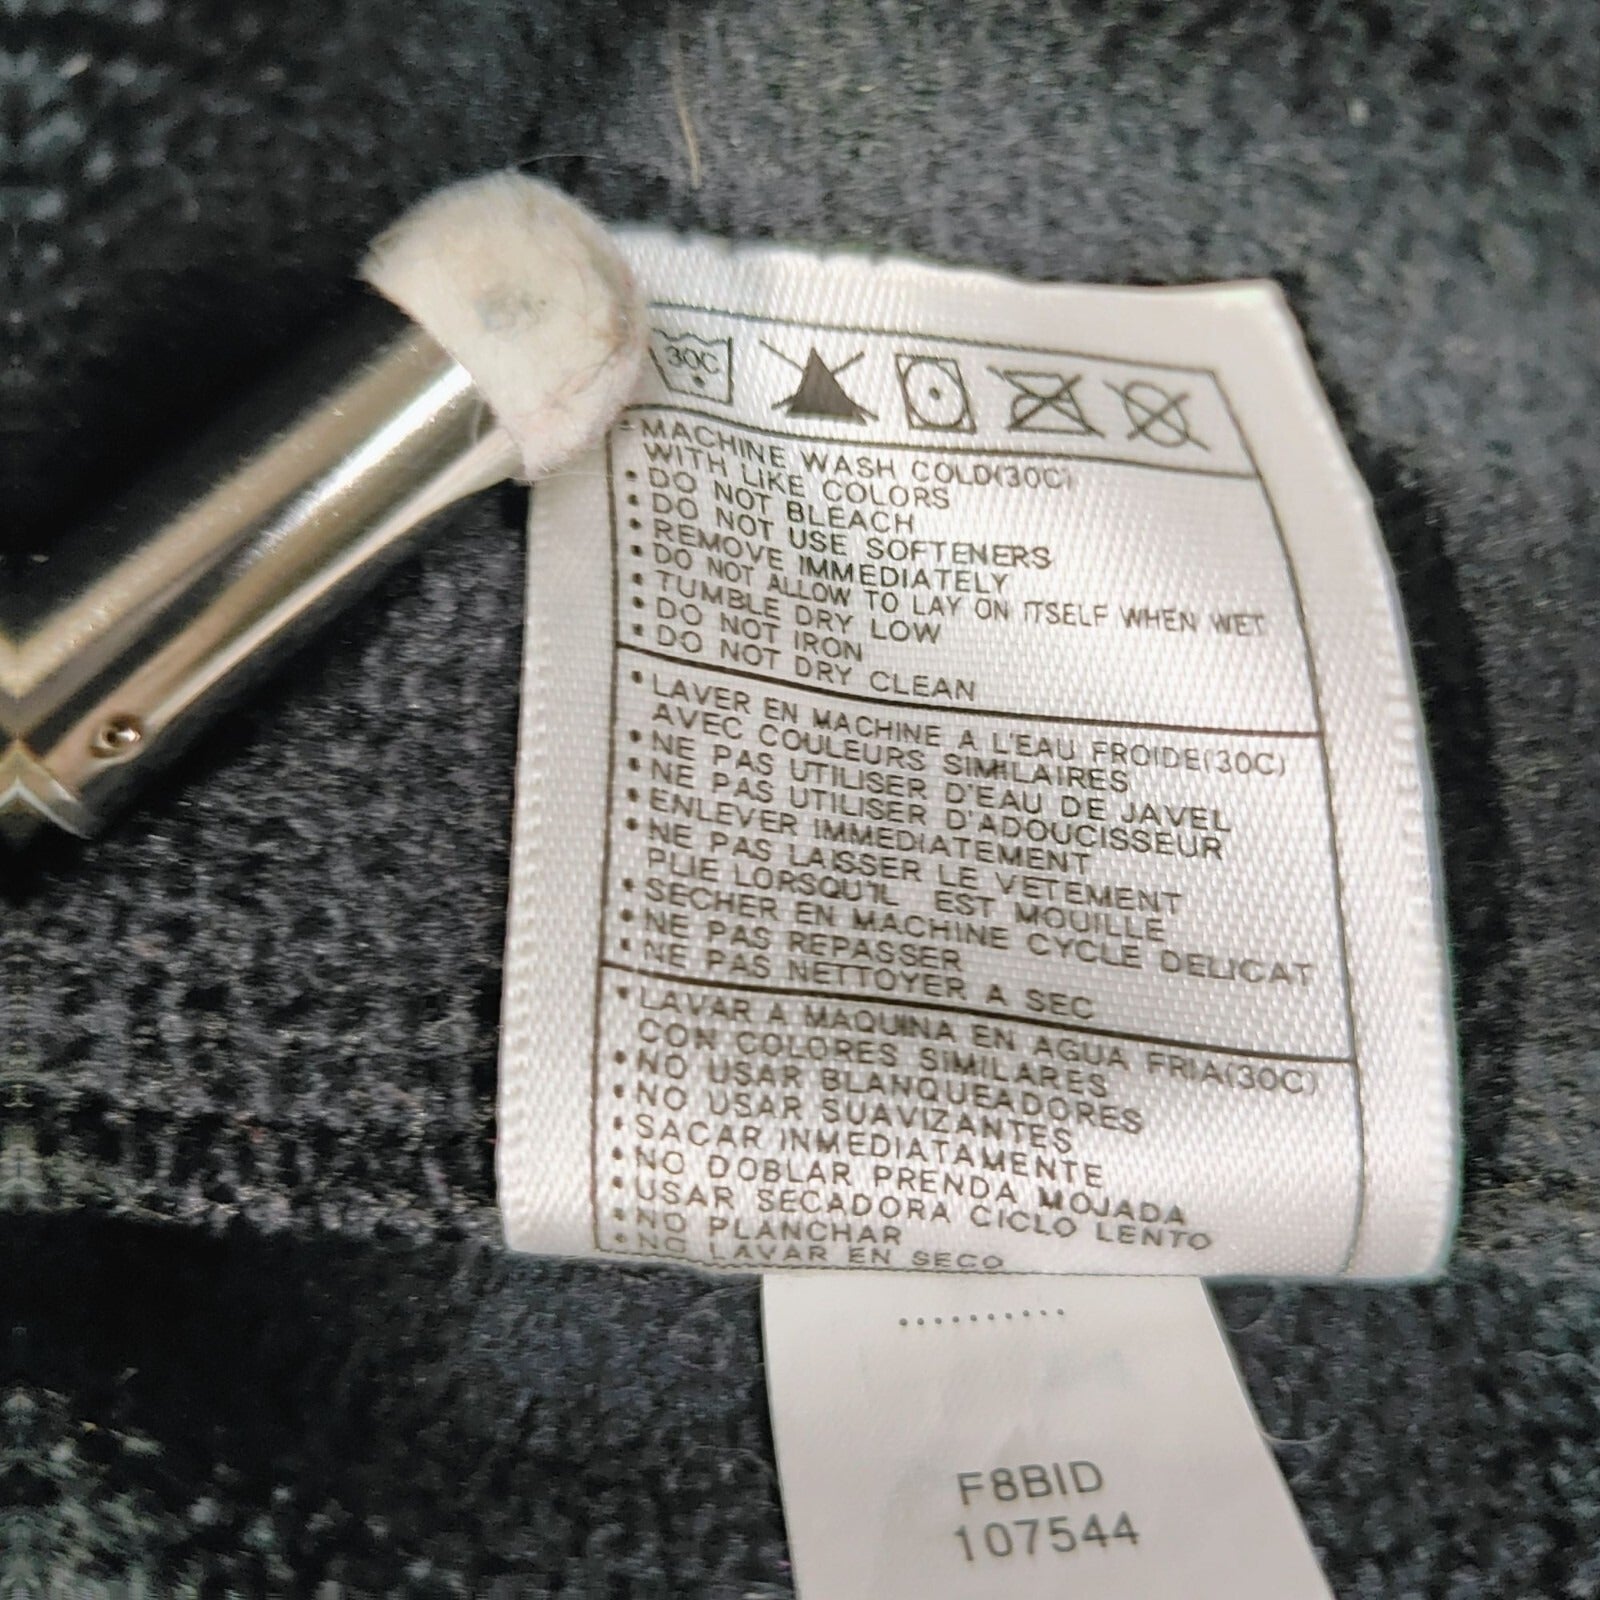 30C
• MACHINE WASH COLD(30C)
WITH LIKE COLORS
• DO NOT BLEACH
• DO NOT USE SOFTENERS
• REMOVE IMMEDIATELY
• DO NOT ALLOW TO LAY ON ITSELF WHEN WET
• TUMBLE DRY LOW
• DO NOT IRON
• DO NOT DRY CLEAN
• LAVER EN MACHINE A L'EAU FROIDE(30C)
AVEC COULEURS SIMILAIRES
• NE PAS UTILISER D'EAU DE JAVEL
• NE PAS UTILISER D'ADOUCISSEUR
• ENLEVER IMMEDIATEMENT
• NE PAS LAISSER LE VETEMENT
PLIE LORSQU'IL EST MOUILLE
• SECHER EN MACHINE CYCLE DELICAT
• NE PAS REPASSER
• NE PAS NETTOYER A SEC
• LAVAR A MAQUINA EN AGUA FRIA(30C)
CON COLORES SIMILARES
• NO USAR BLANQUEADORES
• NO USAR SUAVIZANTES
• SACAR INMEDIATAMENTE
• NO DOBLAR PRENDA MOJADA
• USAR SECADORA CICLO LENTO
• NO PLANCHAR
• NO LAVAR EN SECO
F8BID
107544